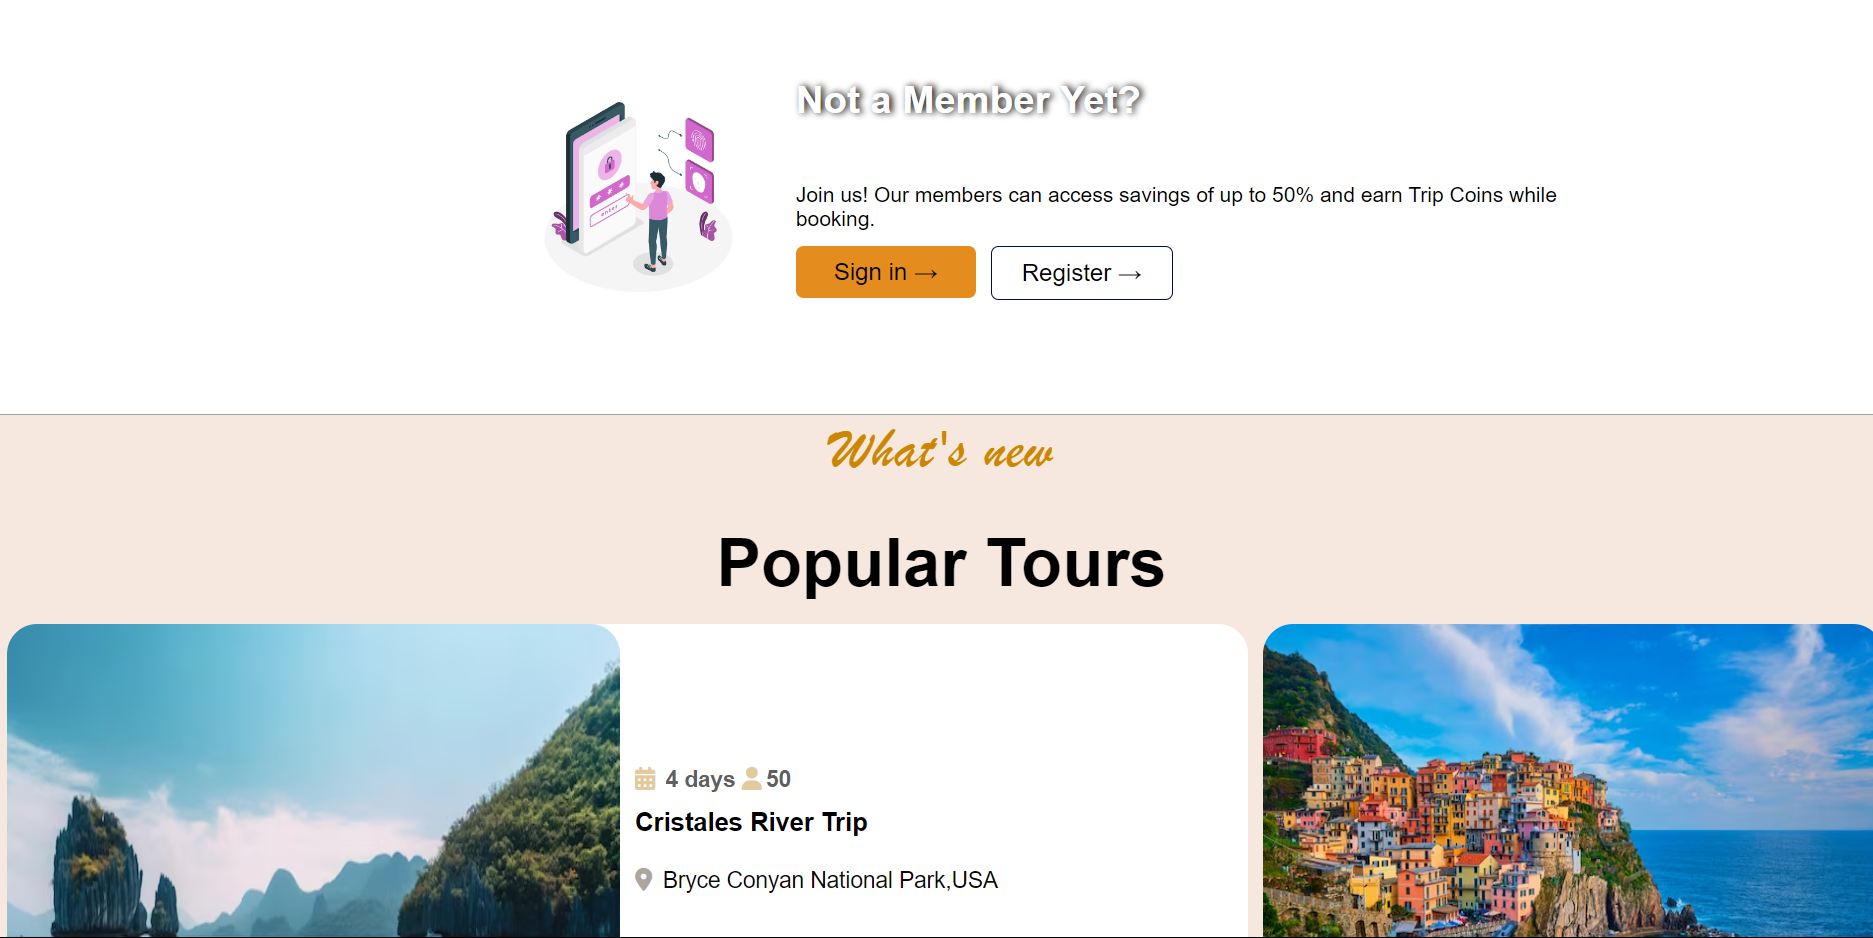 Not a Member Yet?
Join us! Our members can access savings of up to 50% and earn Trip Coins while
booking.
enter
Sign in →
Register →
What's new
Popular Tours
4 days 50
Cristales River Trip
Bryce Conyan National Park,USA